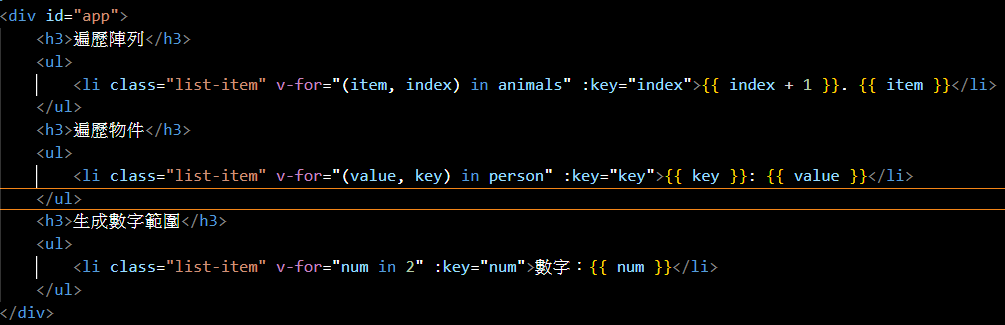 <div id="app">
    <h3>遍歷陣列</h3>
    <ul>
        <li class="list-item" v-for="(item, index) in animals" :key="index">{{ index + 1 }}. {{ item }}</li>
    </ul>
    <h3>遍歷物件</h3>
    <ul>
        <li class="list-item" v-for="(value, key) in person" :key="key">{{ key }}: {{ value }}</li>
    </ul>
    <h3>生成數字範圍</h3>
    <ul>
        <li class="list-item" v-for="num in 2" :key="num">數字：{{ num }}</li>
    </ul>
</div>